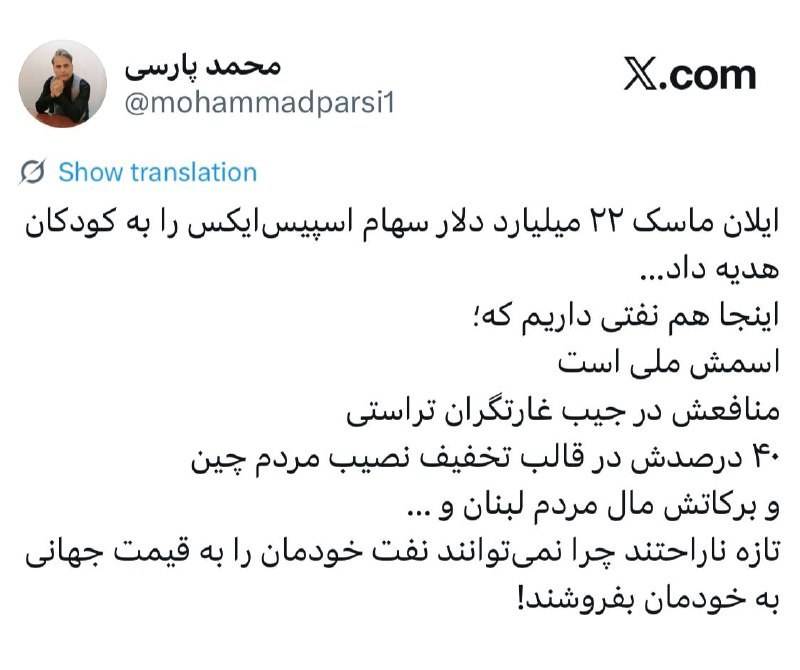 محمد پارسی
@mohammadparsi1
X.com
Show translation
ایلان ماسک ۲۲ میلیارد دلار سهام اسپیس‌ایکس را به کودکان
هدیه داد...
اینجا هم نفتی داریم که؛
اسمش ملی است
منافعش در جیب غارتگران تراستی
۴۰ درصدش در قالب تخفیف نصیب مردم چین
و برکاتش مال مردم لبنان و ...
تازه ناراحتند چرا نمی‌توانند نفت خودمان را به قیمت جهانی
به خودمان بفروشند!